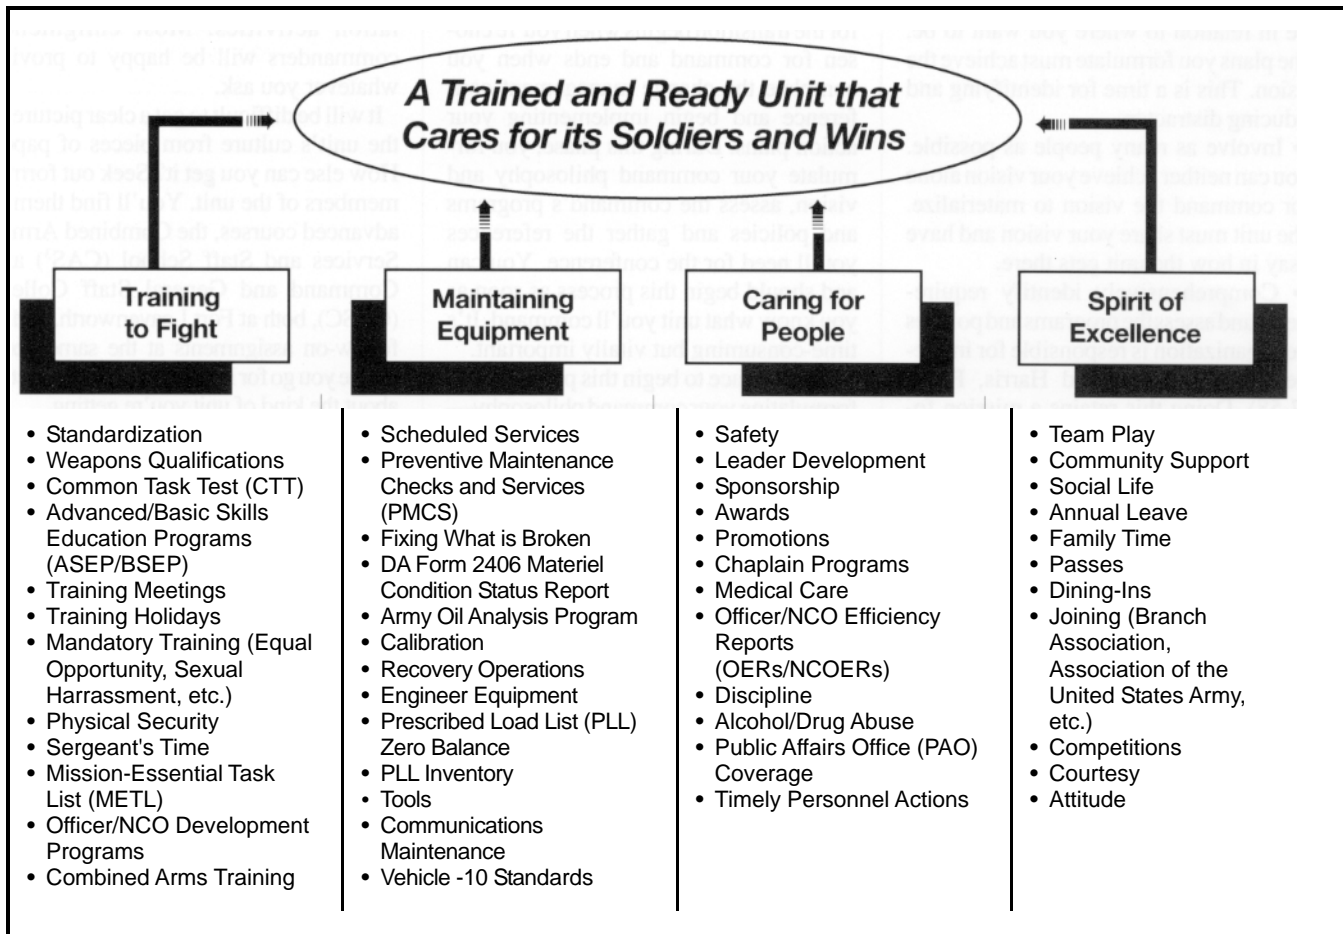 A Trained and Ready Unit that
Cares for its Soldiers and Wins
Training
to Fight
Maintaining
Equipment
Caring for
People
Spirit of
Excellence
• Standardization
• Weapons Qualifications
• Common Task Test (CTT)
• Advanced/Basic Skills
Education Programs
(ASEP/BSEP)
• Training Meetings
• Training Holidays
• Mandatory Training (Equal
Opportunity, Sexual
Harrassment, etc.)
• Physical Security
• Sergeant's Time
• Mission-Essential Task
List (METL)
• Officer/NCO Development
Programs
• Combined Arms Training
• Scheduled Services
• Preventive Maintenance
Checks and Services
(PMCS)
• Fixing What is Broken
• DA Form 2406 Materiel
Condition Status Report
• Army Oil Analysis Program
• Calibration
• Recovery Operations
• Engineer Equipment
• Prescribed Load List (PLL)
Zero Balance
• PLL Inventory
• Tools
• Communications
Maintenance
• Vehicle -10 Standards
• Safety
• Leader Development
• Sponsorship
• Awards
• Promotions
• Chaplain Programs
• Medical Care
• Officer/NCO Efficiency
Reports
(OERs/NCOERs)
• Discipline
• Alcohol/Drug Abuse
• Public Affairs Office (PAO)
Coverage
• Timely Personnel Actions
• Team Play
• Community Support
• Social Life
• Annual Leave
• Family Time
• Passes
• Dining-Ins
• Joining (Branch
Association,
Association of the
United States Army,
etc.)
• Competitions
• Courtesy
• Attitude